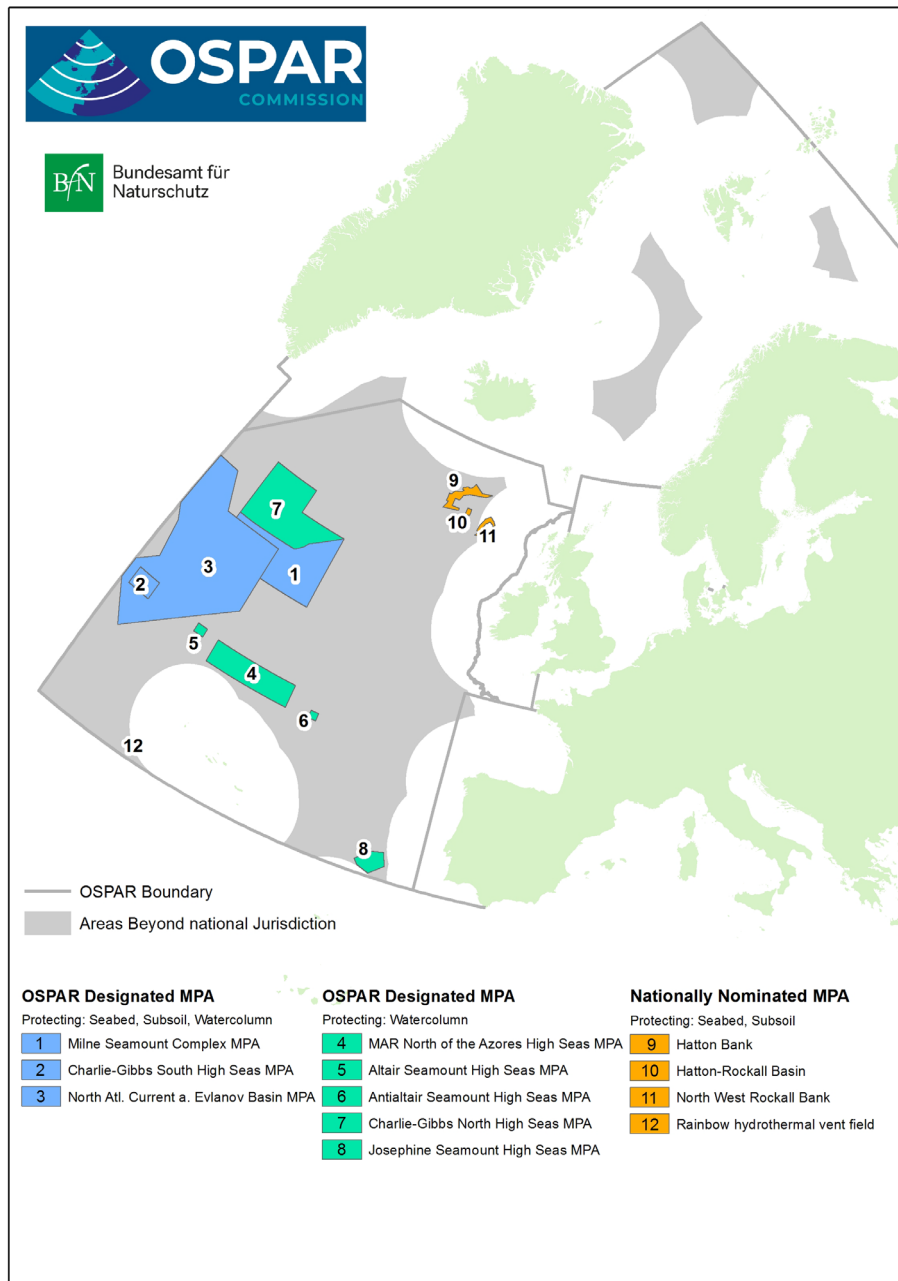 OSPAR
COMMISSION
BfN
Bundesamt für
Naturschutz
9
10
11
7
1
3
2
5
4
6
12
8
OSPAR Boundary
Areas Beyond national Jurisdiction
OSPAR Designated MPA
Protecting: Seabed, Subsoil, Watercolumn
1 Milne Seamount Complex MPA
2 Charlie-Gibbs South High Seas MPA
3 North Atl. Current a. Evlanov Basin MPA
OSPAR Designated MPA
Protecting: Watercolumn
4 MAR North of the Azores High Seas MPA
5 Altair Seamount High Seas MPA
6 Antialtair Seamount High Seas MPA
7 Charlie-Gibbs North High Seas MPA
8 Josephine Seamount High Seas MPA
Nationally Nominated MPA
Protecting: Seabed, Subsoil
9 Hatton Bank
10 Hatton-Rockall Basin
11 North West Rockall Bank
12 Rainbow hydrothermal vent field